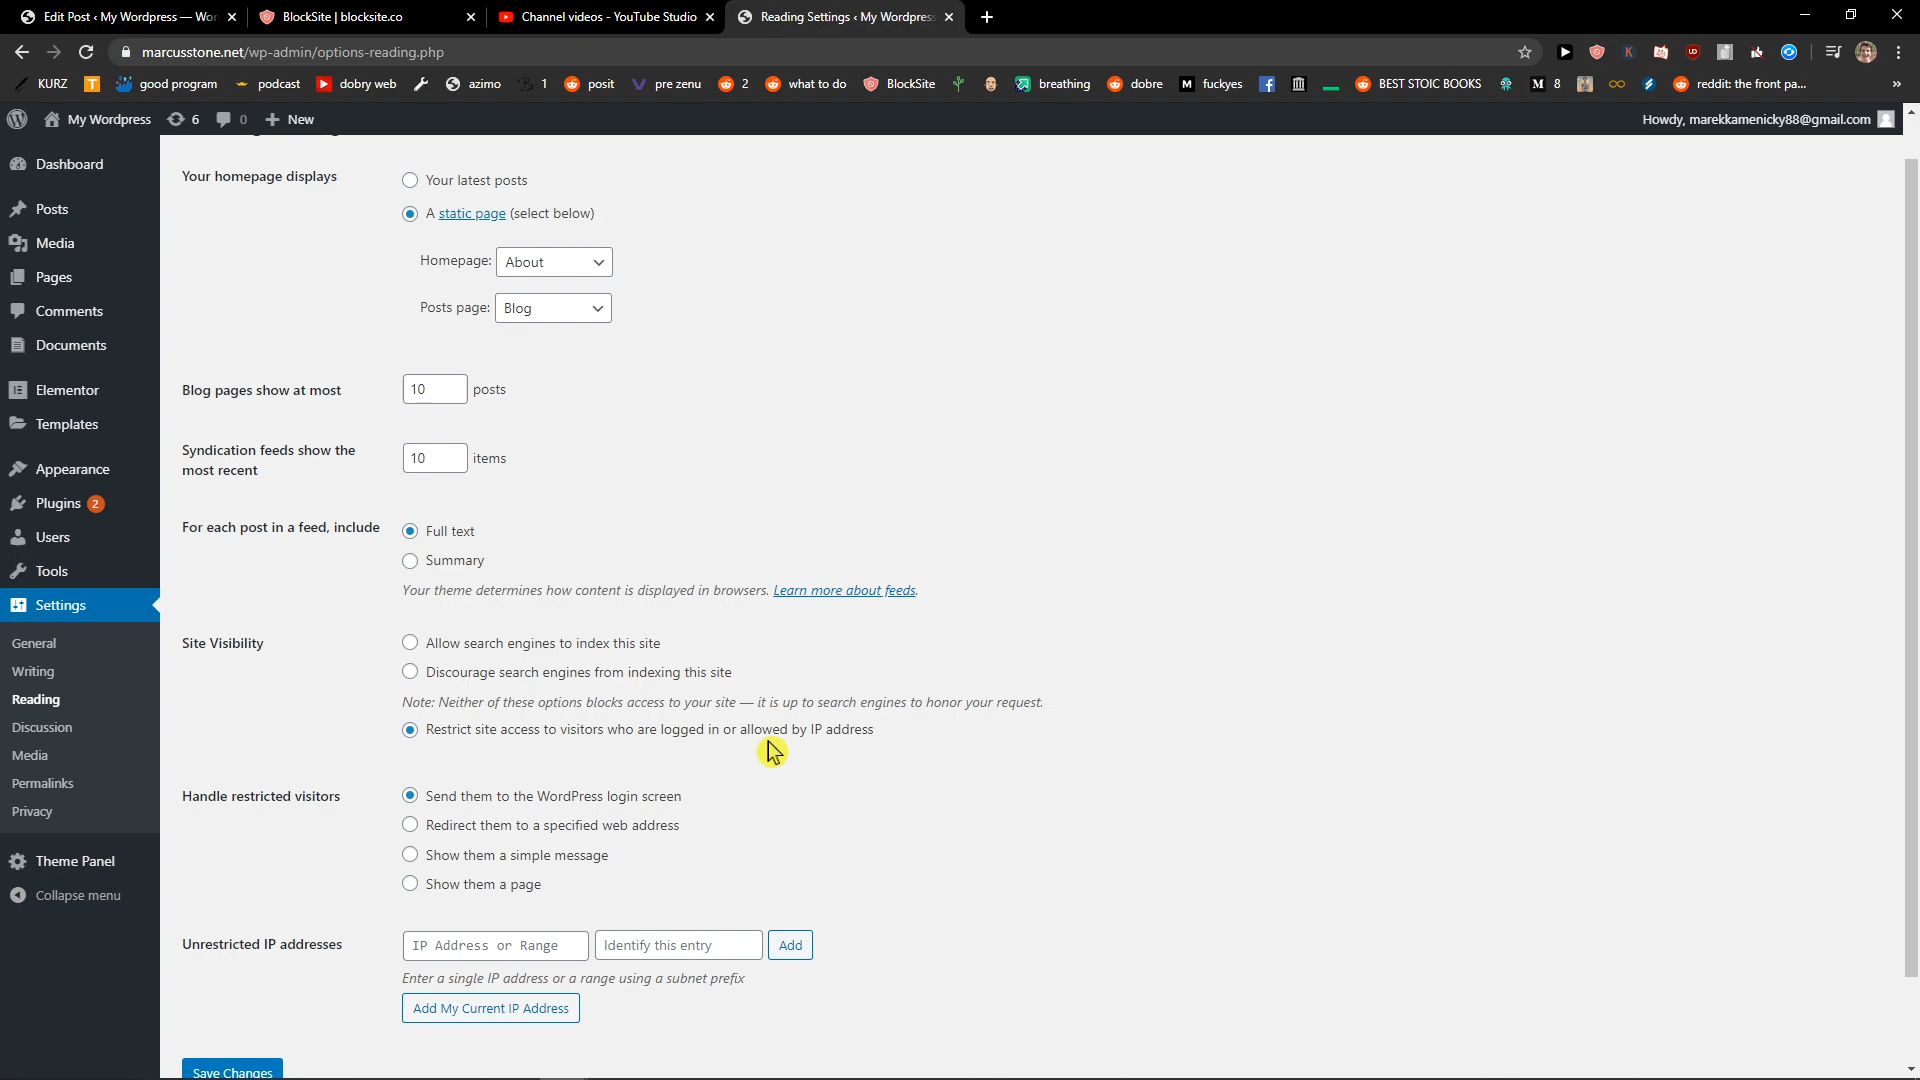 Edit Post ‹ My Wordpress — Wor
BlockSite | blocksite.co
Channel videos - YouTube Studio
Reading Settings ‹ My Wordpress
marcusstone.net/wp-admin/options-reading.php
KURZ
good program
podcast
dobry web
azimo
1
posit
pre zenu
2
what to do
BlockSite
breathing
dobre
fuckyes
BEST STOIC BOOKS
8
reddit: the front pa...
»
My Wordpress
6
0
New
Howdy, marekkamenicky88@gmail.com
Dashboard
Posts
Media
Pages
Comments
Documents
Elementor
Templates
Appearance
Plugins 2
Users
Tools
Settings
General
Writing
Reading
Discussion
Media
Permalinks
Privacy
Theme Panel
Collapse menu
Your homepage displays
Your latest posts
A static page (select below)
Homepage: About
Posts page: Blog
Blog pages show at most
10 posts
Syndication feeds show the
most recent
10 items
For each post in a feed, include
Full text
Summary
Your theme determines how content is displayed in browsers. Learn more about feeds.
Site Visibility
Allow search engines to index this site
Discourage search engines from indexing this site
Note: Neither of these options blocks access to your site — it is up to search engines to honor your request.
Restrict site access to visitors who are logged in or allowed by IP address
Handle restricted visitors
Send them to the WordPress login screen
Redirect them to a specified web address
Show them a simple message
Show them a page
Unrestricted IP addresses
IP Address or Range
Identify this entry
Add
Enter a single IP address or a range using a subnet prefix
Add My Current IP Address
Save Changes